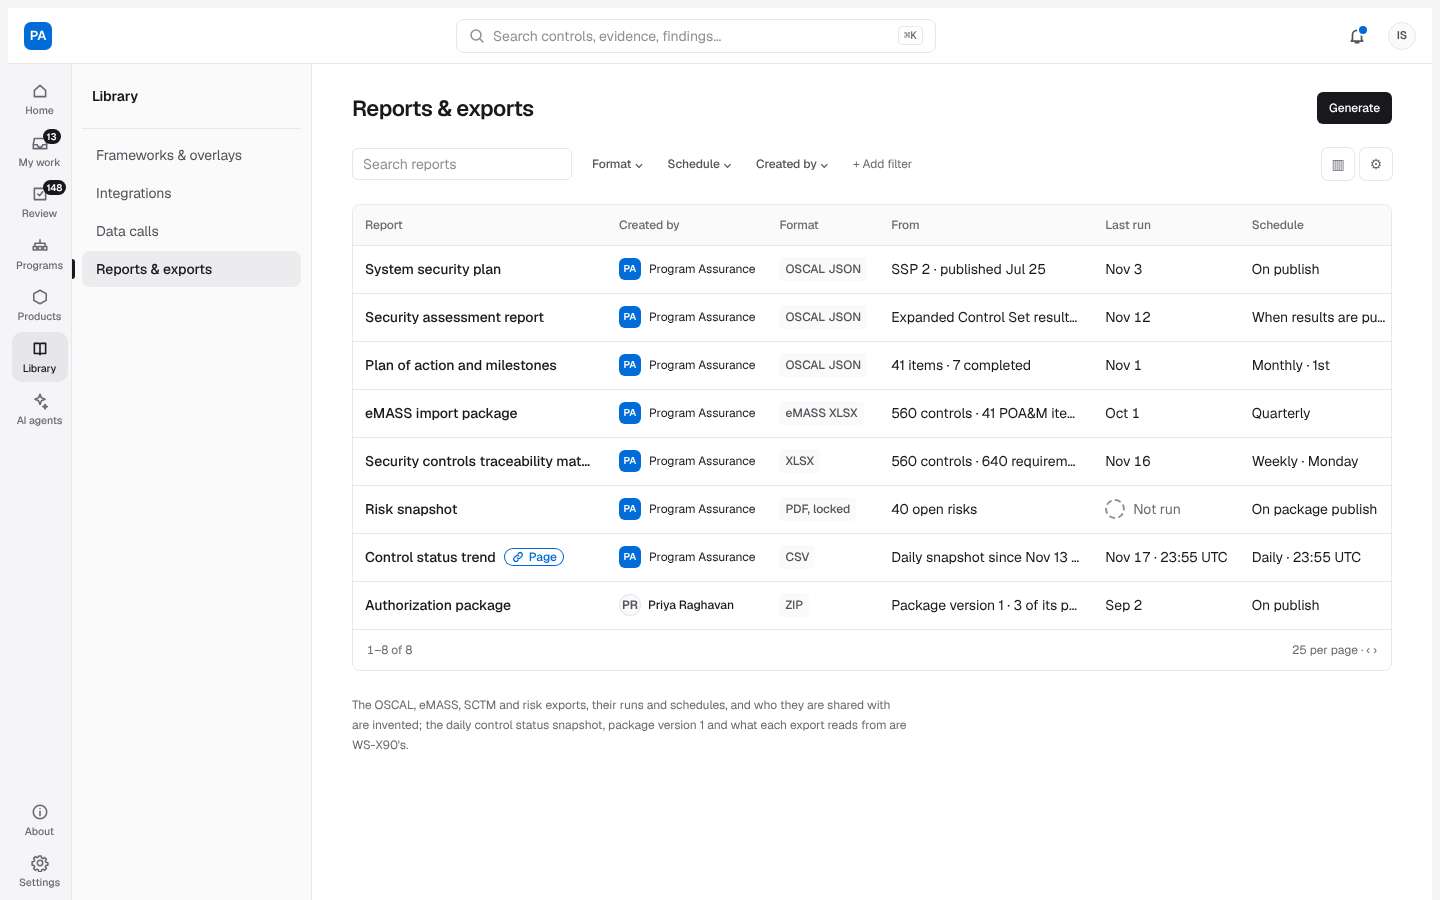 PA
Search controls, evidence, findings...
⌘K
IS
Home
13
My work
148
Review
Programs
Products
Library
AI agents
About
Settings
Library
Frameworks & overlays
Integrations
Data calls
Reports & exports
Reports & exports
Generate
Search reports
Format
Schedule
Created by
+ Add filter
Report Created by Format From Last run Schedule
System security plan PA Program Assurance OSCAL JSON SSP 2 · published Jul 25 Nov 3 On publish
Security assessment report PA Program Assurance OSCAL JSON Expanded Control Set result... Nov 12 When results are pu...
Plan of action and milestones PA Program Assurance OSCAL JSON 41 items · 7 completed Nov 1 Monthly · 1st
eMASS import package PA Program Assurance eMASS XLSX 560 controls · 41 POA&M ite... Oct 1 Quarterly
Security controls traceability mat... PA Program Assurance XLSX 560 controls · 640 requirem... Nov 16 Weekly · Monday
Risk snapshot PA Program Assurance PDF, locked 40 open risks Not run On package publish
Control status trend Page PA Program Assurance CSV Daily snapshot since Nov 13 ... Nov 17 · 23:55 UTC Daily · 23:55 UTC
Authorization package PR Priya Raghavan ZIP Package version 1 · 3 of its p... Sep 2 On publish
1–8 of 8
25 per page · ‹ ›
The OSCAL, eMASS, SCTM and risk exports, their runs and schedules, and who they are shared with
are invented; the daily control status snapshot, package version 1 and what each export reads from are
WS-X90's.